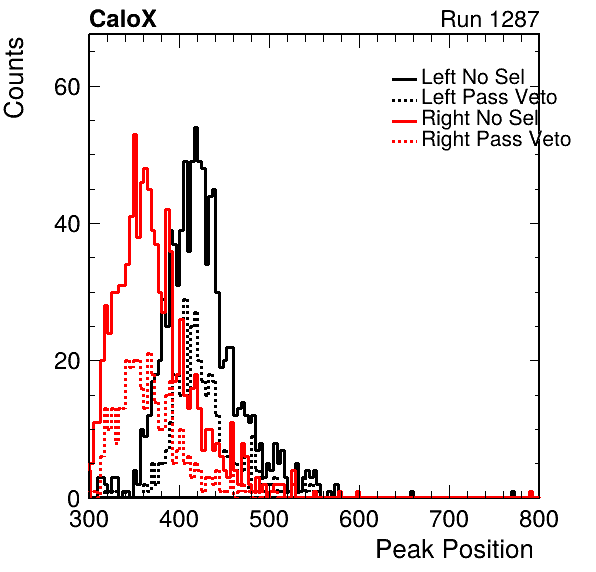 CaloX Run 1287
Counts
60
40
20
0
Left No Sel
Left Pass Veto
Right No Sel
Right Pass Veto
300 400 500 600 700 800
Peak Position